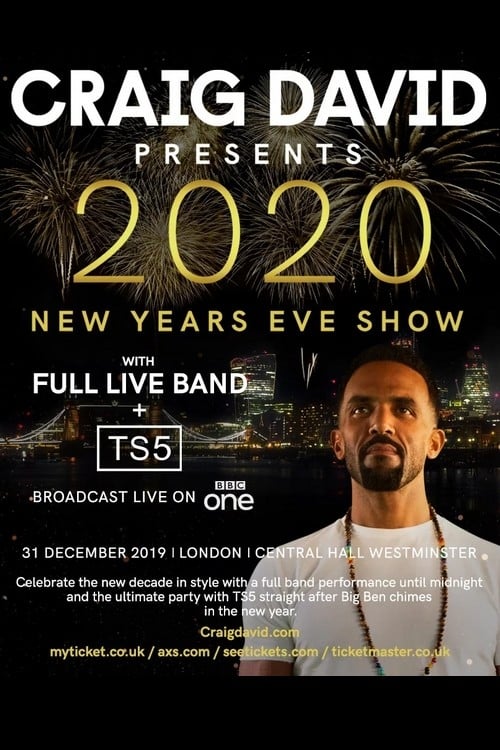 CRAIG DAVID
PRESENTS
2020
NEW YEARS EVE SHOW
WITH
FULL LIVE BAND
+
TS5
BROADCAST LIVE ON BBC one
31 DECEMBER 2019 | LONDON | CENTRAL HALL WESTMINSTER
Celebrate the new decade in style with a full band performance until midnight
and the ultimate party with TS5 straight after Big Ben chimes
in the new year.
Craigdavid.com
myticket.co.uk / axs.com / seetickets.com / ticketmaster.co.uk